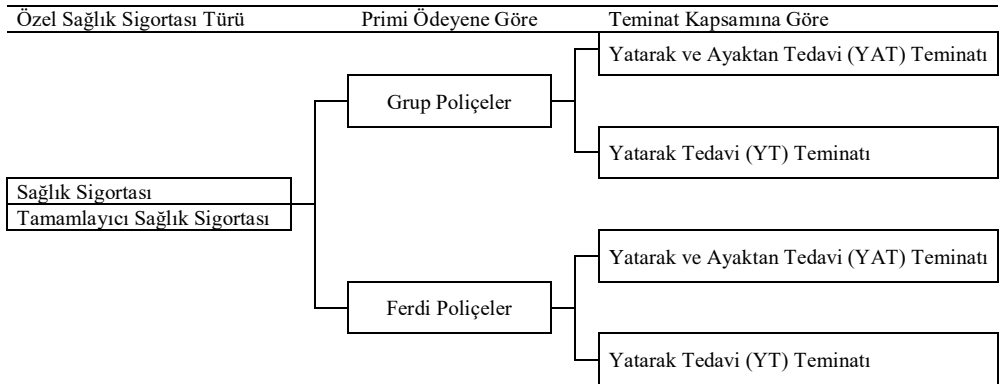 Özel Sağlık Sigortası Türü Primi Ödeyene Göre Teminat Kapsamına Göre
Yatarak ve Ayaktan Tedavi (YAT) Teminatı
Grup Poliçeler
Yatarak Tedavi (YT) Teminatı
Sağlık Sigortası
Tamamlayıcı Sağlık Sigortası
Yatarak ve Ayaktan Tedavi (YAT) Teminatı
Ferdi Poliçeler
Yatarak Tedavi (YT) Teminatı